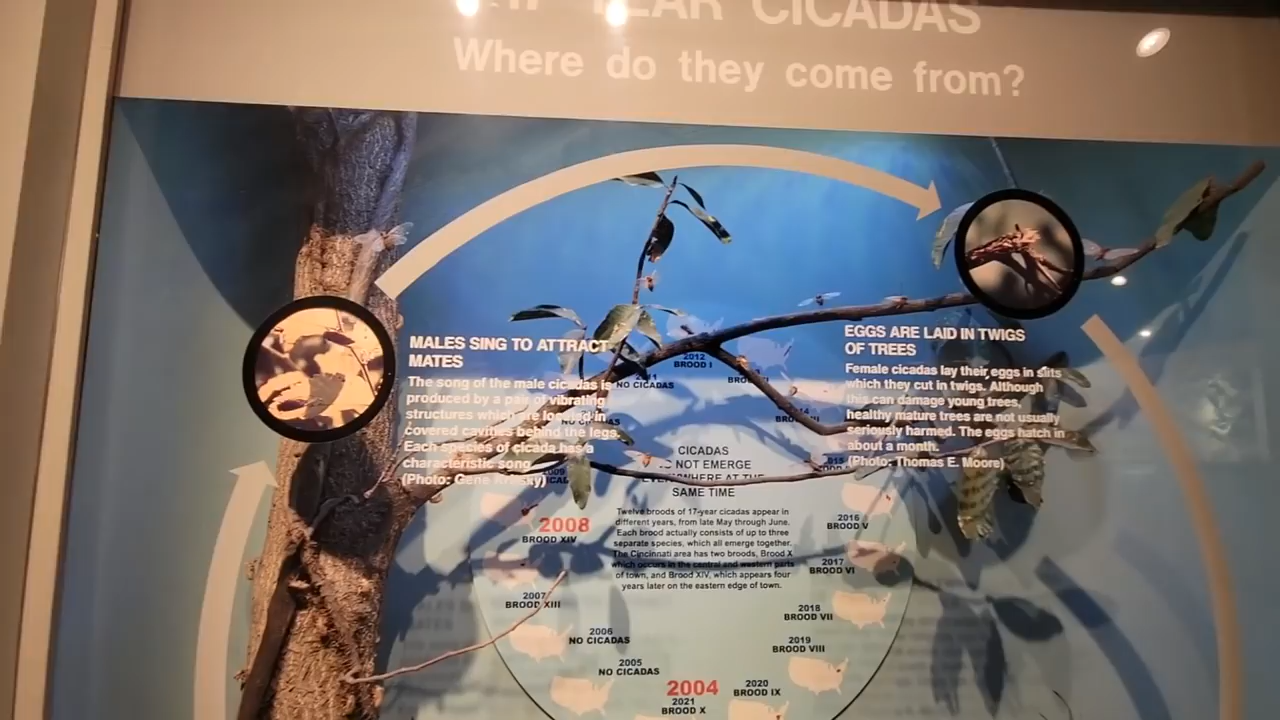 YEAR CICADAS
Where do they come from?
MALES SING TO ATTRACT
MATES
The song of the male cicadas is
produced by a pair of vibrating
structures which are located in
covered cavities behind the legs.
Each species of cicada has a
characteristic song
(Photo: Gene Kritsky)
EGGS ARE LAID IN TWIGS
OF TREES
Female cicadas lay their eggs in slits
which they cut in twigs. Although
this can damage young trees,
healthy mature trees are not usually
seriously harmed. The eggs hatch in
about a month.
(Photo: Thomas E. Moore)
2012
BROOD I
NO CICADAS
CICADAS
NOT EMERGE
AT THE
SAME TIME
Twelve broods of 17-year cicadas appear in
different years, from late May through June.
Each brood actually consists of up to three
separate species, which all emerge together.
The Cincinnati area has two broods, Brood X
which occurs in the central and western parts
of town, and Brood XIV, which appears four
years later on the eastern edge of town.
2008
BROOD XIV
2007
BROOD XIII
2006
NO CICADAS
2005
NO CICADAS
2004
2021
BROOD X
2020
BROOD IX
2019
BROOD VIII
2018
BROOD VII
2017
BROOD VI
2016
BROOD V